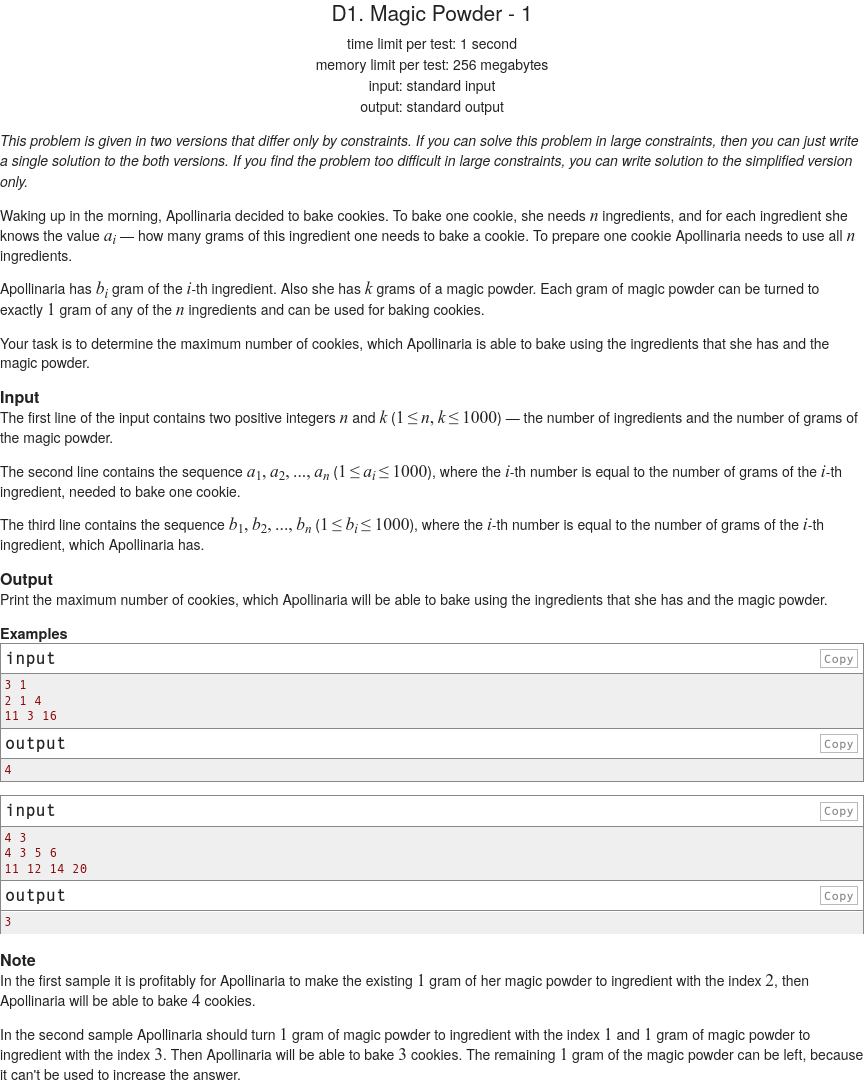 D1. Magic Powder - 1
time limit per test: 1 second
memory limit per test: 256 megabytes
input: standard input
output: standard output
This problem is given in two versions that differ only by constraints. If you can solve this problem in large constraints, then you can just write
a single solution to the both versions. If you find the problem too difficult in large constraints, you can write solution to the simplified version
only.
Waking up in the morning, Apollinaria decided to bake cookies. To bake one cookie, she needs n ingredients, and for each ingredient she
knows the value a_i — how many grams of this ingredient one needs to bake a cookie. To prepare one cookie Apollinaria needs to use all n
ingredients.
Apollinaria has b_i gram of the i-th ingredient. Also she has k grams of a magic powder. Each gram of magic powder can be turned to
exactly 1 gram of any of the n ingredients and can be used for baking cookies.
Your task is to determine the maximum number of cookies, which Apollinaria is able to bake using the ingredients that she has and the
magic powder.
Input
The first line of the input contains two positive integers n and k (1 ≤ n, k ≤ 1000) — the number of ingredients and the number of grams of
the magic powder.
The second line contains the sequence a_1, a_2, ..., a_n (1 ≤ a_i ≤ 1000), where the i-th number is equal to the number of grams of the i-th
ingredient, needed to bake one cookie.
The third line contains the sequence b_1, b_2, ..., b_n (1 ≤ b_i ≤ 1000), where the i-th number is equal to the number of grams of the i-th
ingredient, which Apollinaria has.
Output
Print the maximum number of cookies, which Apollinaria will be able to bake using the ingredients that she has and the magic powder.
Examples
input Copy
3 1
2 1 4
11 3 16
output Copy
4
input Copy
4 3
4 3 5 6
11 12 14 20
output Copy
3
Note
In the first sample it is profitably for Apollinaria to make the existing 1 gram of her magic powder to ingredient with the index 2, then
Apollinaria will be able to bake 4 cookies.
In the second sample Apollinaria should turn 1 gram of magic powder to ingredient with the index 1 and 1 gram of magic powder to
ingredient with the index 3. Then Apollinaria will be able to bake 3 cookies. The remaining 1 gram of the magic powder can be left, because
it can't be used to increase the answer.